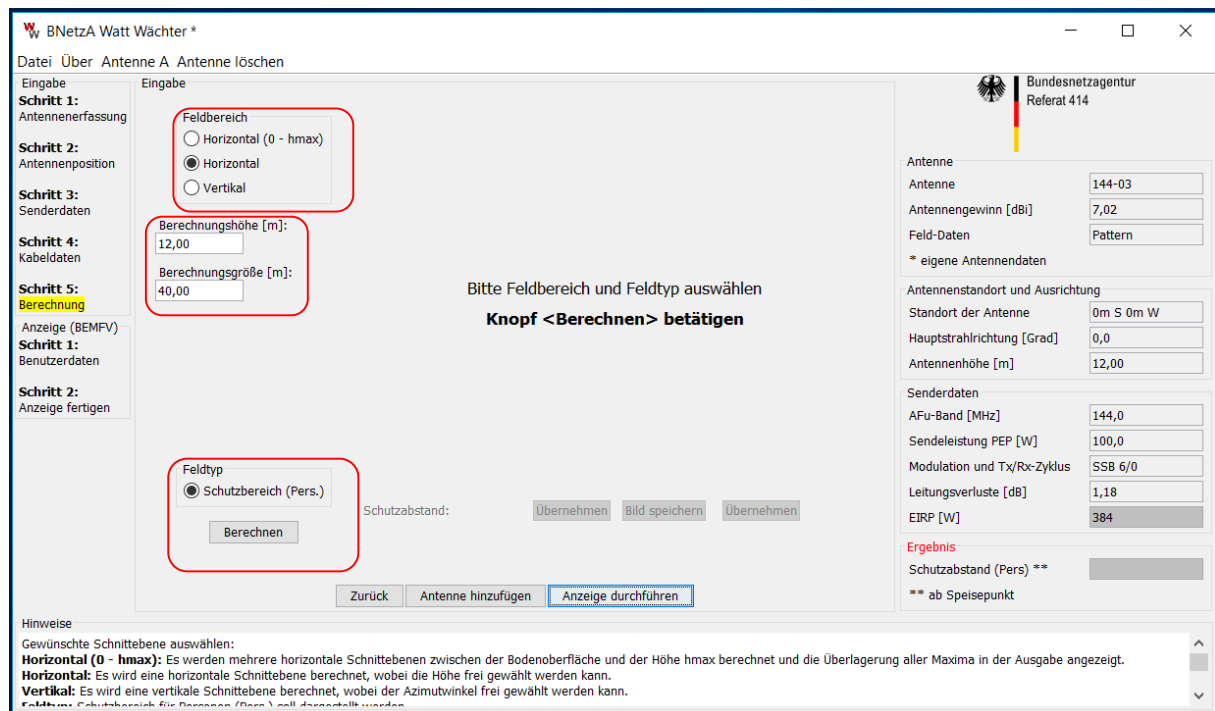 BNetzA Watt Wächter *
Datei Über Antenne A Antenne löschen
Eingabe
Schritt 1:
Antennenerfassung
Schritt 2:
Antennenposition
Schritt 3:
Senderdaten
Schritt 4:
Kabeldaten
Schritt 5:
Berechnung
Anzeige (BEMFV)
Schritt 1:
Benutzerdaten
Schritt 2:
Anzeige fertigen
Eingabe
Feldbereich
Horizontal (0 - hmax)
Horizontal
Vertikal
Berechnungshöhe [m]:
12,00
Berechnungsgröße [m]:
40,00
Bitte Feldbereich und Feldtyp auswählen
Knopf <Berechnen> betätigen
Feldtyp
Schutzbereich (Pers.)
Berechnen
Schutzabstand:
Übernehmen Bild speichern Übernehmen
Zurück Antenne hinzufügen Anzeige durchführen
Bundesnetzagentur
Referat 414
Antenne
Antenne 144-03
Antennengewinn [dBi] 7,02
Feld-Daten Pattern
* eigene Antennendaten
Antennenstandort und Ausrichtung
Standort der Antenne 0m S 0m W
Hauptstrahlrichtung [Grad] 0,0
Antennenhöhe [m] 12,00
Senderdaten
AFu-Band [MHz] 144,0
Sendeleistung PEP [W] 100,0
Modulation und Tx/Rx-Zyklus SSB 6/0
Leitungsverluste [dB] 1,18
EIRP [W] 384
Ergebnis
Schutzabstand (Pers) **
** ab Speisepunkt
Hinweise
Gewünschte Schnittebene auswählen:
Horizontal (0 - hmax): Es werden mehrere horizontale Schnittebenen zwischen der Bodenoberfläche und der Höhe hmax berechnet und die Überlagerung aller Maxima in der Ausgabe angezeigt.
Horizontal: Es wird eine horizontale Schnittebene berechnet, wobei die Höhe frei gewählt werden kann.
Vertikal: Es wird eine vertikale Schnittebene berechnet, wobei der Azimutwinkel frei gewählt werden kann.
Feldtyp: Schutzbereich für Personen (Pers.) soll dargestellt werden